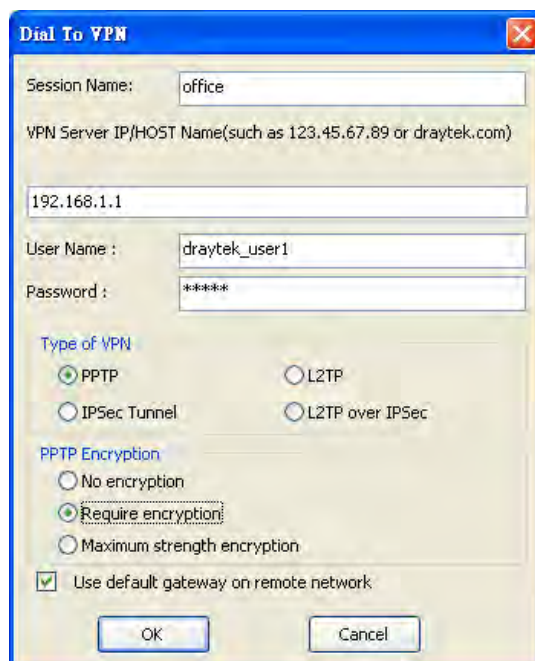 Dial To VPN
Session Name: office
VPN Server IP/HOST Name(such as 123.45.67.89 or draytek.com)
192.168.1.1
User Name : draytek_user1
Password : *****
Type of VPN
PPTP L2TP
IPSec Tunnel L2TP over IPSec
PPTP Encryption
No encryption
Require encryption
Maximum strength encryption
Use default gateway on remote network
OK Cancel